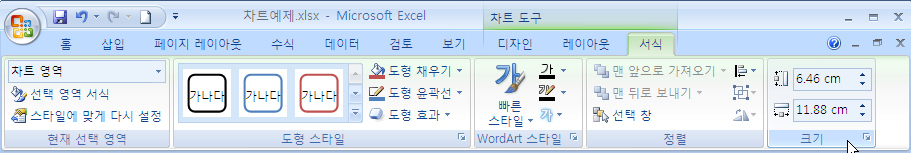 차트예제.xlsx - Microsoft Excel
차트 도구
홈 삽입 페이지 레이아웃 수식 데이터 검토 보기 디자인 레이아웃 서식
차트 영역
선택 영역 서식
스타일에 맞게 다시 설정
현재 선택 영역
가나다 가나다 가나다
도형 채우기
도형 윤곽선
도형 효과
도형 스타일
가
빠른
스타일
가
가
가
WordArt 스타일
맨 앞으로 가져오기
맨 뒤로 보내기
선택 창
정렬
6.46 cm
11.88 cm
크기